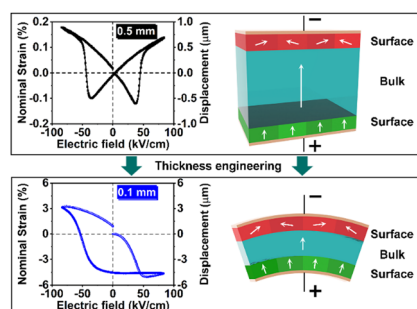 0.2
0.1
0.0
-0.1
-0.2
Nominal Strain (%)
0.5 mm
1.0
0.5
0.0
-0.5
-1.0
Displacement (μm)
-100 -50 0 50 100
Electric field (kV/cm)
−
Surface
Bulk
Surface
+
Thickness engineering
6
3
0
-3
-6
Nominal Strain (%)
0.1 mm
6
3
0
-3
-6
Displacement (μm)
-100 -50 0 50 100
Electric field (kV/cm)
−
Surface
Bulk
Surface
+